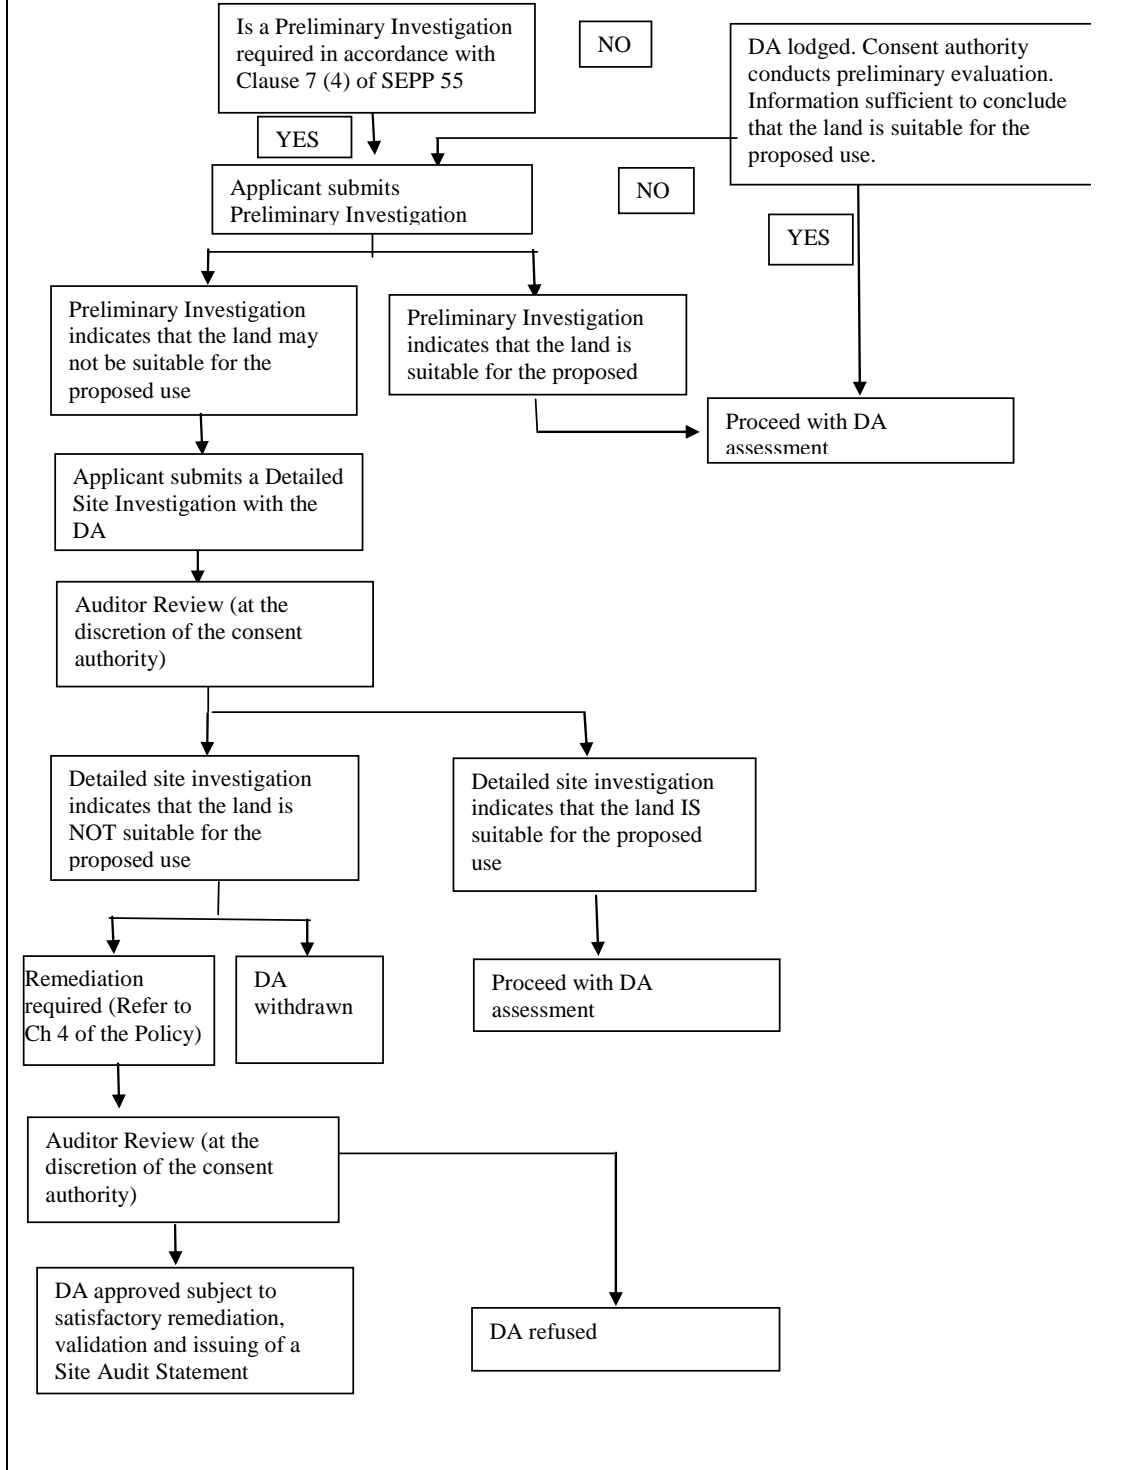 Is a Preliminary Investigation
required in accordance with
Clause 7 (4) of SEPP 55
NO
DA lodged. Consent authority
conducts preliminary evaluation.
Information sufficient to conclude
that the land is suitable for the
proposed use.
YES
Applicant submits
Preliminary Investigation
NO
YES
Preliminary Investigation
indicates that the land may
not be suitable for the
proposed use
Preliminary Investigation
indicates that the land is
suitable for the proposed
Proceed with DA
assessment
Applicant submits a Detailed
Site Investigation with the
DA
Auditor Review (at the
discretion of the consent
authority)
Detailed site investigation
indicates that the land is
NOT suitable for the
proposed use
Detailed site investigation
indicates that the land IS
suitable for the proposed
use
Remediation
required (Refer to
Ch 4 of the Policy)
DA
withdrawn
Proceed with DA
assessment
Auditor Review (at the
discretion of the consent
authority)
DA approved subject to
satisfactory remediation,
validation and issuing of a
Site Audit Statement
DA refused